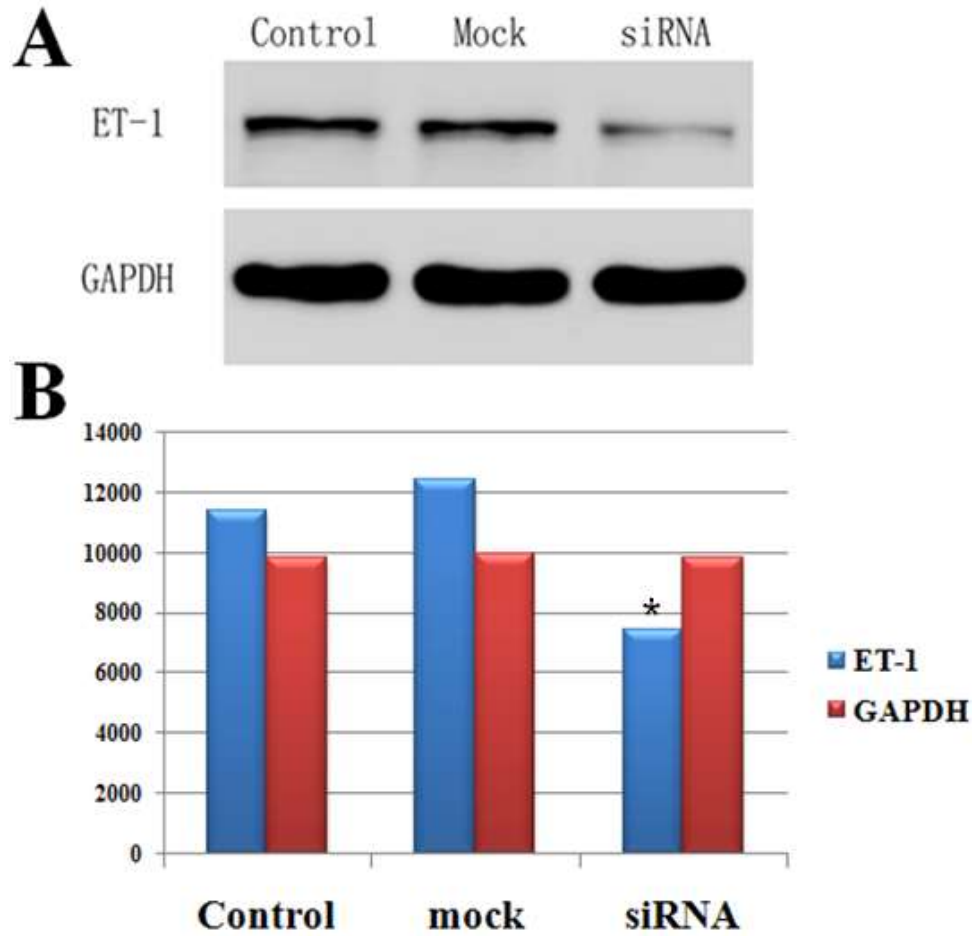 A
Control Mock siRNA
ET-1
GAPDH
B
14000
12000
10000
8000
6000
4000
2000
0
*
Control mock siRNA
ET-1
GAPDH